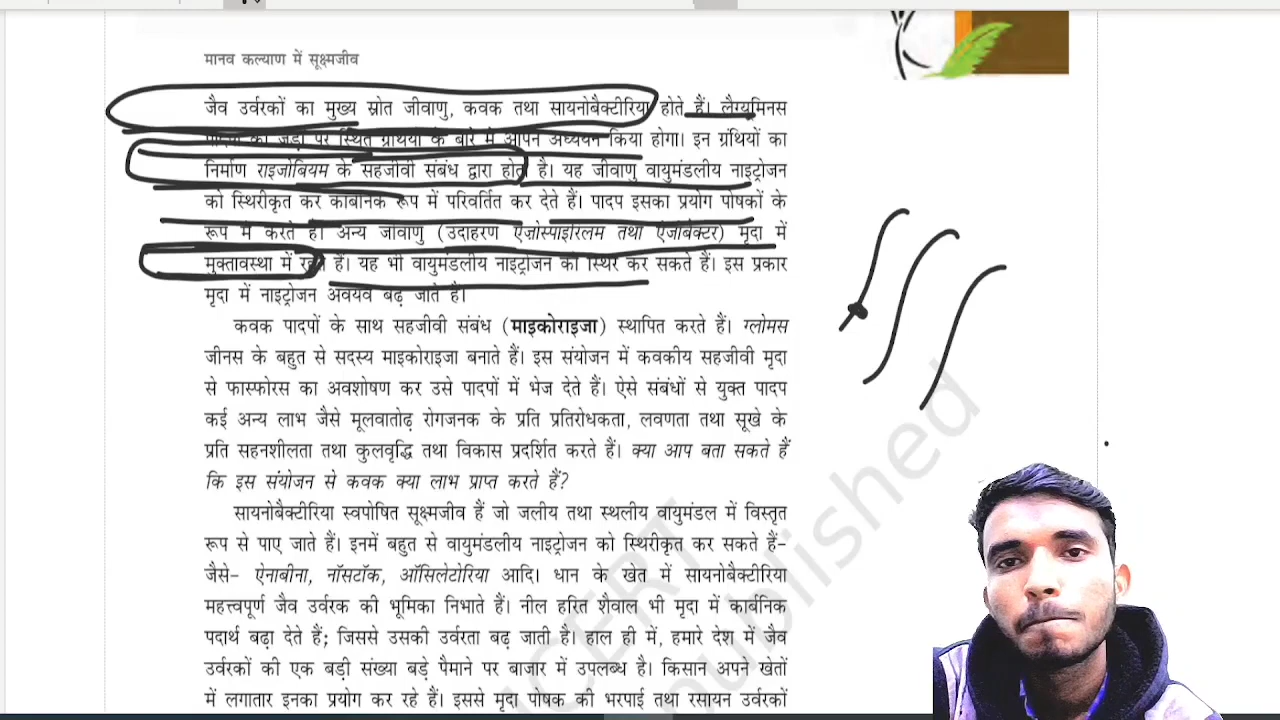 मानव कल्याण में सूक्ष्मजीव
जैव उर्वरकों का मुख्य स्रोत जीवाणु, कवक तथा सायनोबैक्टीरिया होते हैं। लैग्यूमिनस
पादपों की जड़ों पर स्थित ग्रंथियों के बारे में आपने अध्ययन किया होगा। इन ग्रंथियों का
निर्माण राइजोबियम के सहजीवी संबंध द्वारा होता है। यह जीवाणु वायुमंडलीय नाइट्रोजन
को स्थिरीकृत कर कार्बनिक रूप में परिवर्तित कर देते हैं। पादप इसका प्रयोग पोषकों के
रूप में करते हैं। अन्य जीवाणु (उदाहरण ऐजोस्पाइरिलम तथा एजोबैक्टर) मृदा में
मुक्तावस्था में रहते हैं। यह भी वायुमंडलीय नाइट्रोजन को स्थिर कर सकते हैं। इस प्रकार
मृदा में नाइट्रोजन अवयव बढ़ जाते हैं।
कवक पादपों के साथ सहजीवी संबंध (माइकोराइजा) स्थापित करते हैं। ग्लोमस
जीनस के बहुत से सदस्य माइकोराइजा बनाते हैं। इस संयोजन में कवकीय सहजीवी मृदा
से फास्फोरस का अवशोषण कर उसे पादपों में भेज देते हैं। ऐसे संबंधों से युक्त पादप
कई अन्य लाभ जैसे मूलवातोढ़ रोगजनक के प्रति प्रतिरोधकता, लवणता तथा सूखे के
प्रति सहनशीलता तथा कुलवृद्धि तथा विकास प्रदर्शित करते हैं। क्या आप बता सकते हैं
कि इस संयोजन से कवक क्या लाभ प्राप्त करते हैं?
सायनोबैक्टीरिया स्वपोषित सूक्ष्मजीव हैं जो जलीय तथा स्थलीय वायुमंडल में विस्तृत
रूप से पाए जाते हैं। इनमें बहुत से वायुमंडलीय नाइट्रोजन को स्थिरीकृत कर सकते हैं–
जैसे– ऐनाबीना, नॉसटॉक, ऑसिलेटोरिया आदि। धान के खेत में सायनोबैक्टीरिया
महत्त्वपूर्ण जैव उर्वरक की भूमिका निभाते हैं। नील हरित शैवाल भी मृदा में कार्बनिक
पदार्थ बढ़ा देते हैं; जिससे उसकी उर्वरता बढ़ जाती है। हाल ही में, हमारे देश में जैव
उर्वरकों की एक बड़ी संख्या बड़े पैमाने पर बाजार में उपलब्ध है। किसान अपने खेतों
में लगातार इनका प्रयोग कर रहे हैं। इससे मृदा पोषक की भरपाई तथा रसायन उर्वरकों
NCERT
published